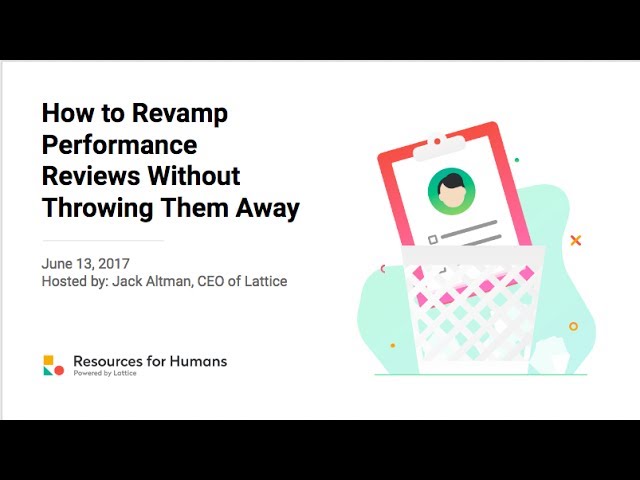 How to Revamp
Performance
Reviews Without
Throwing Them Away
June 13, 2017
Hosted by: Jack Altman, CEO of Lattice
Resources for Humans
Powered by Lattice